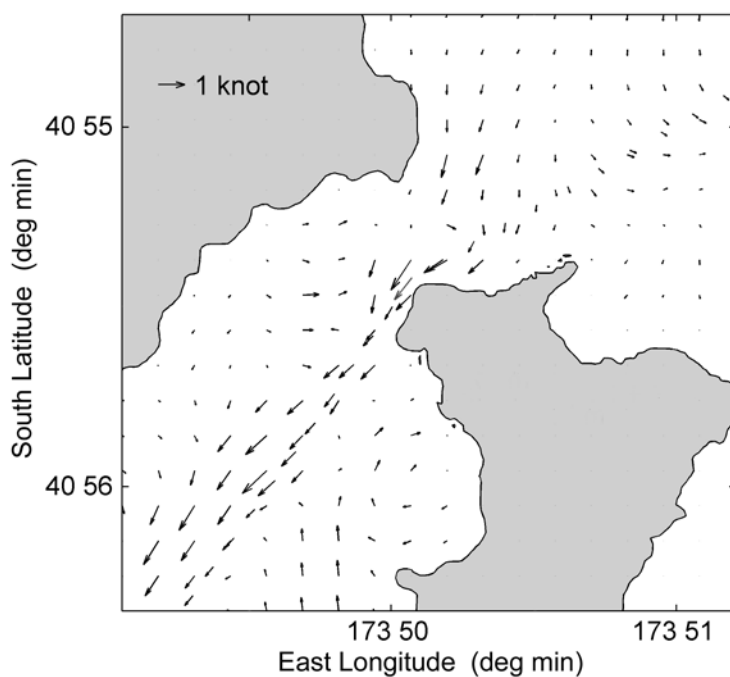 1 knot
40 55
South Latitude (deg min)
40 56
173 50
173 51
East Longitude (deg min)